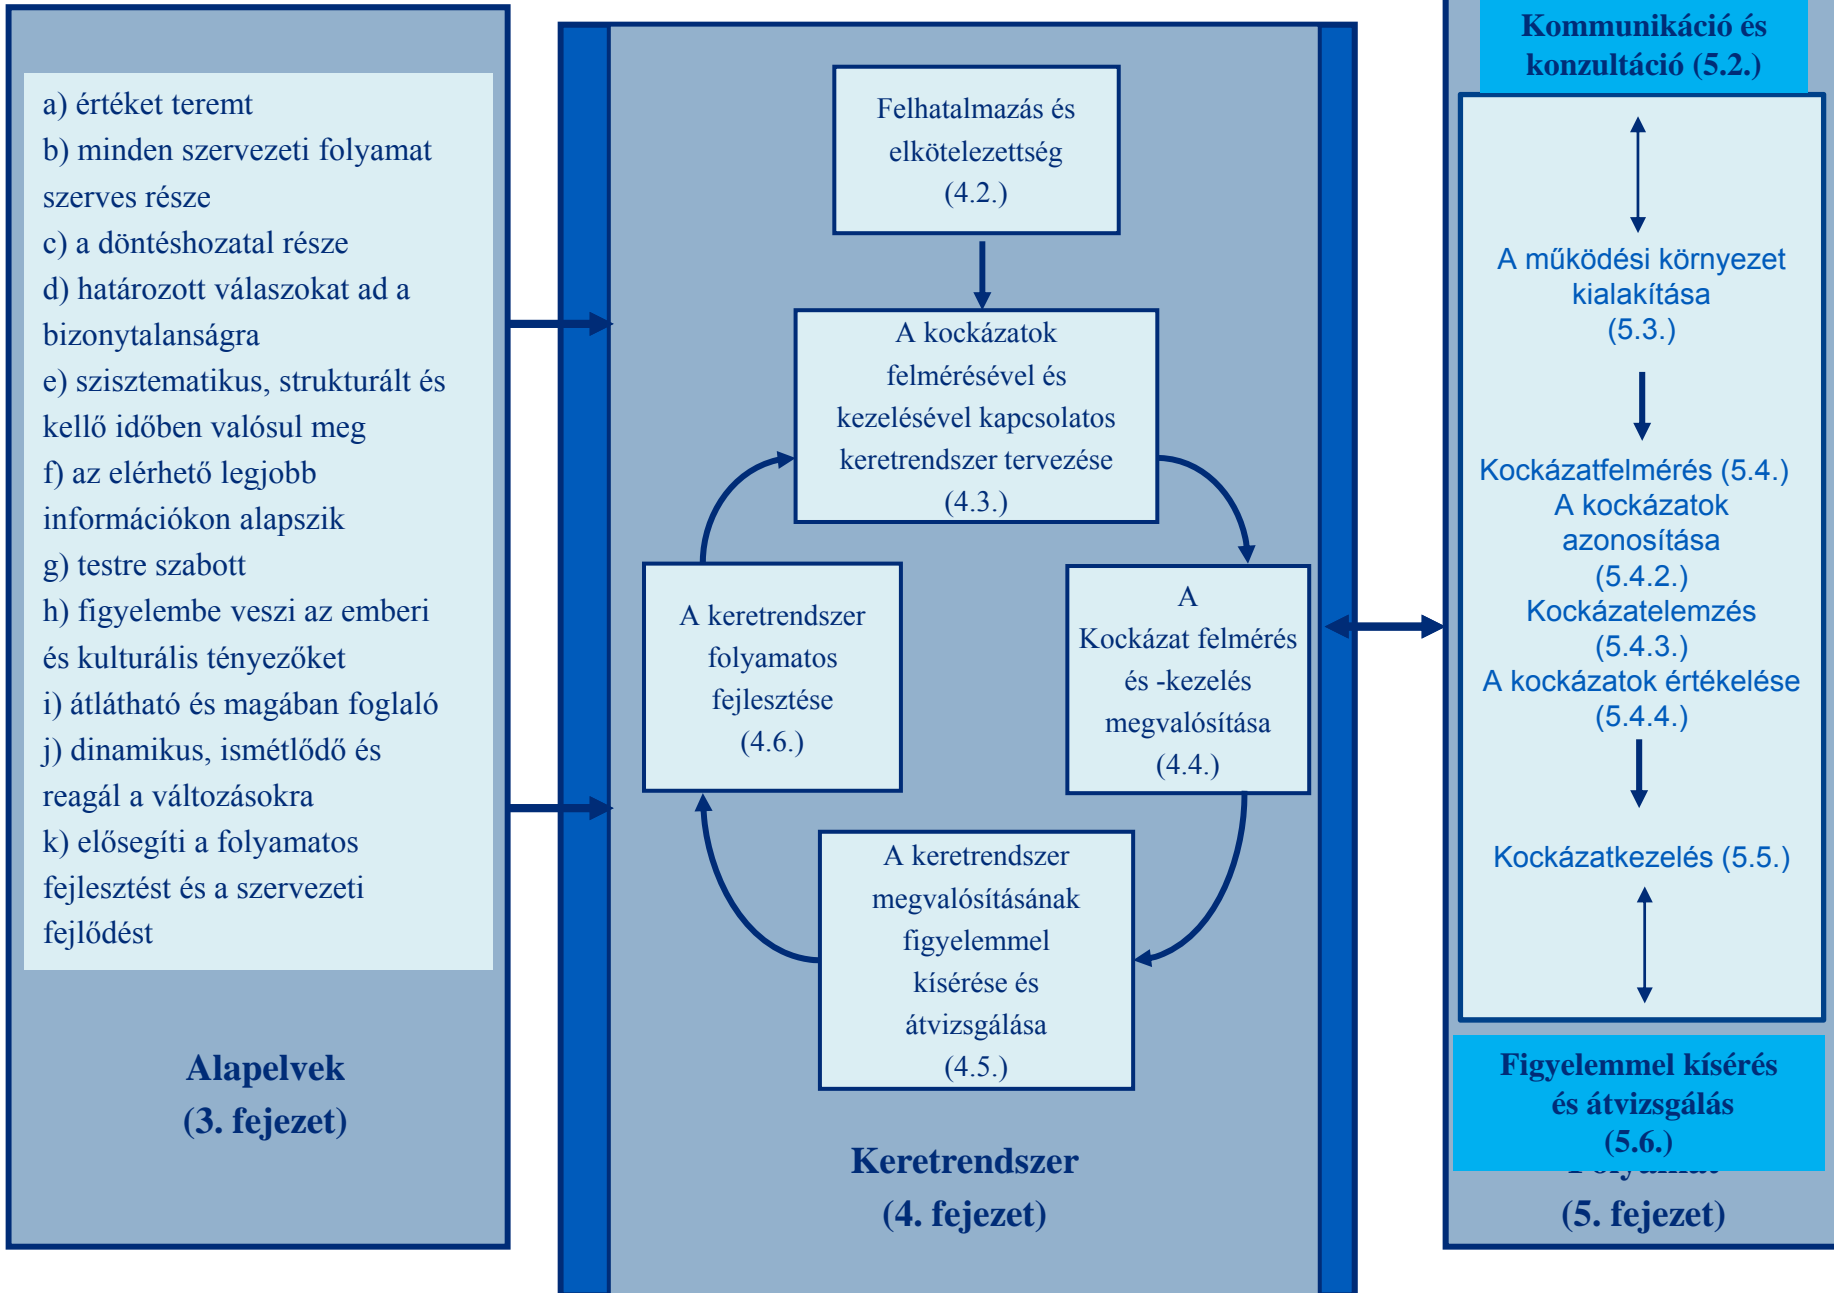 a) értéket teremt
b) minden szervezeti folyamat
szerves része
c) a döntéshozatal része
d) határozott válaszokat ad a
bizonytalanságra
e) szisztematikus, strukturált és
kellő időben valósul meg
f) az elérhető legjobb
információkon alapszik
g) testre szabott
h) figyelembe veszi az emberi
és kulturális tényezőket
i) átlátható és magában foglaló
j) dinamikus, ismétlődő és
reagál a változásokra
k) elősegíti a folyamatos
fejlesztést és a szervezeti
fejlődést
Alapelvek
(3. fejezet)
Felhatalmazás és
elkötelezettség
(4.2.)
A kockázatok
felmérésével és
kezelésével kapcsolatos
keretrendszer tervezése
(4.3.)
A keretrendszer
folyamatos
fejlesztése
(4.6.)
A
Kockázat felmérés
és -kezelés
megvalósítása
(4.4.)
A keretrendszer
megvalósításának
figyelemmel
kísérése és
átvizsgálása
(4.5.)
Keretrendszer
(4. fejezet)
Kommunikáció és
konzultáció (5.2.)
A működési környezet
kialakítása
(5.3.)
Kockázatfelmérés (5.4.)
A kockázatok
azonosítása
(5.4.2.)
Kockázatelemzés
(5.4.3.)
A kockázatok értékelése
(5.4.4.)
Kockázatkezelés (5.5.)
Figyelemmel kísérés
és átvizsgálás
(5.6.)
(5. fejezet)